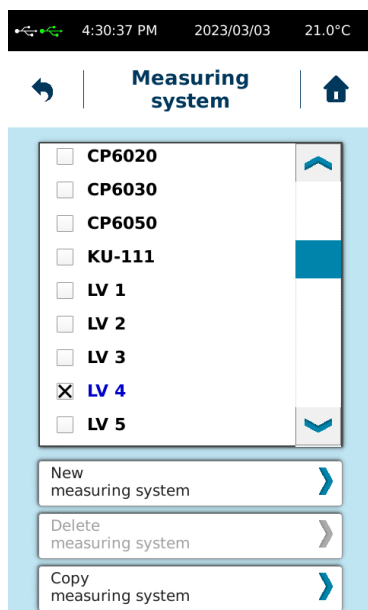 4:30:37 PM 2023/03/03 21.0°C
Measuring
system
CP6020
CP6030
CP6050
KU-111
LV 1
LV 2
LV 3
LV 4
LV 5
New
measuring system
Delete
measuring system
Copy
measuring system